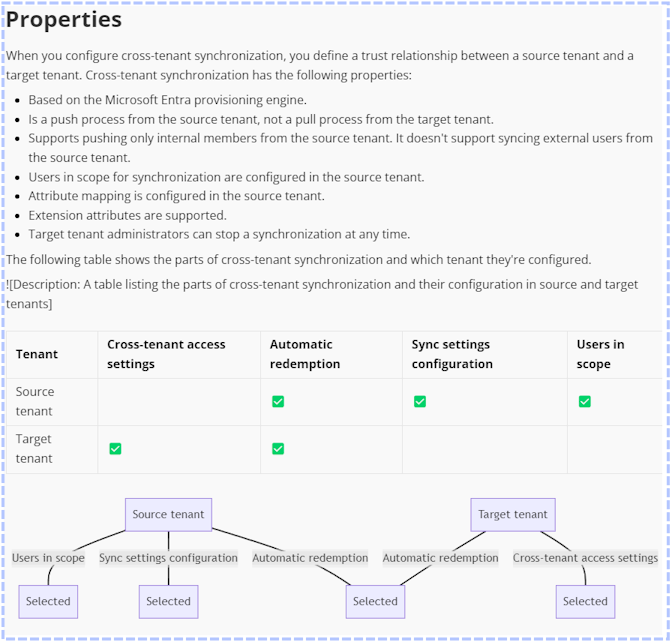 Properties
When you configure cross-tenant synchronization, you define a trust relationship between a source tenant and a
target tenant. Cross-tenant synchronization has the following properties:
• Based on the Microsoft Entra provisioning engine.
• Is a push process from the source tenant, not a pull process from the target tenant.
• Supports pushing only internal members from the source tenant. It doesn't support syncing external users from
the source tenant.
• Users in scope for synchronization are configured in the source tenant.
• Attribute mapping is configured in the source tenant.
• Extension attributes are supported.
• Target tenant administrators can stop a synchronization at any time.
The following table shows the parts of cross-tenant synchronization and which tenant they're configured.
![Description: A table listing the parts of cross-tenant synchronization and their configuration in source and target
tenants]
Tenant
Cross-tenant access
settings
Automatic
redemption
Sync settings
configuration
Users in
scope
Source
tenant
✅
✅
✅
Target
tenant
✅
✅
Source tenant
Target tenant
Users in scope
Sync settings configuration
Automatic redemption
Automatic redemption
Cross-tenant access settings
Selected
Selected
Selected
Selected